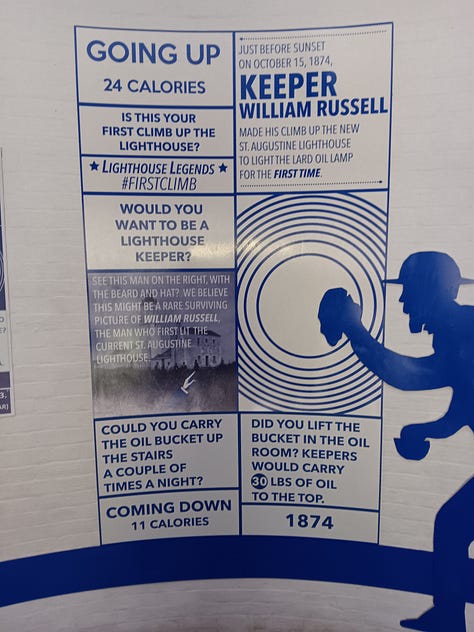 GOING UP
24 CALORIES
IS THIS YOUR
FIRST CLIMB UP THE
LIGHTHOUSE?
★ LIGHTHOUSE LEGENDS ★
#FIRSTCLIMB
WOULD YOU
WANT TO BE A
LIGHTHOUSE
KEEPER?
SEE THIS MAN ON THE RIGHT, WITH
THE BEARD AND HAT?. WE BELIEVE
THIS MIGHT BE A RARE SURVIVING
PICTURE OF WILLIAM RUSSELL,
THE MAN WHO FIRST LIT THE
CURRENT ST. AUGUSTINE
LIGHTHOUSE.
COULD YOU CARRY
THE OIL BUCKET UP
THE STAIRS
A COUPLE OF
TIMES A NIGHT?
COMING DOWN
11 CALORIES
JUST BEFORE SUNSET
ON OCTOBER 15, 1874,
KEEPER
WILLIAM RUSSELL
MADE HIS CLIMB UP THE NEW
ST. AUGUSTINE LIGHTHOUSE
TO LIGHT THE LARD OIL LAMP
FOR THE FIRST TIME.
DID YOU LIFT THE
BUCKET IN THE OIL
ROOM? KEEPERS
WOULD CARRY
30 LBS OF OIL
TO THE TOP.
1874